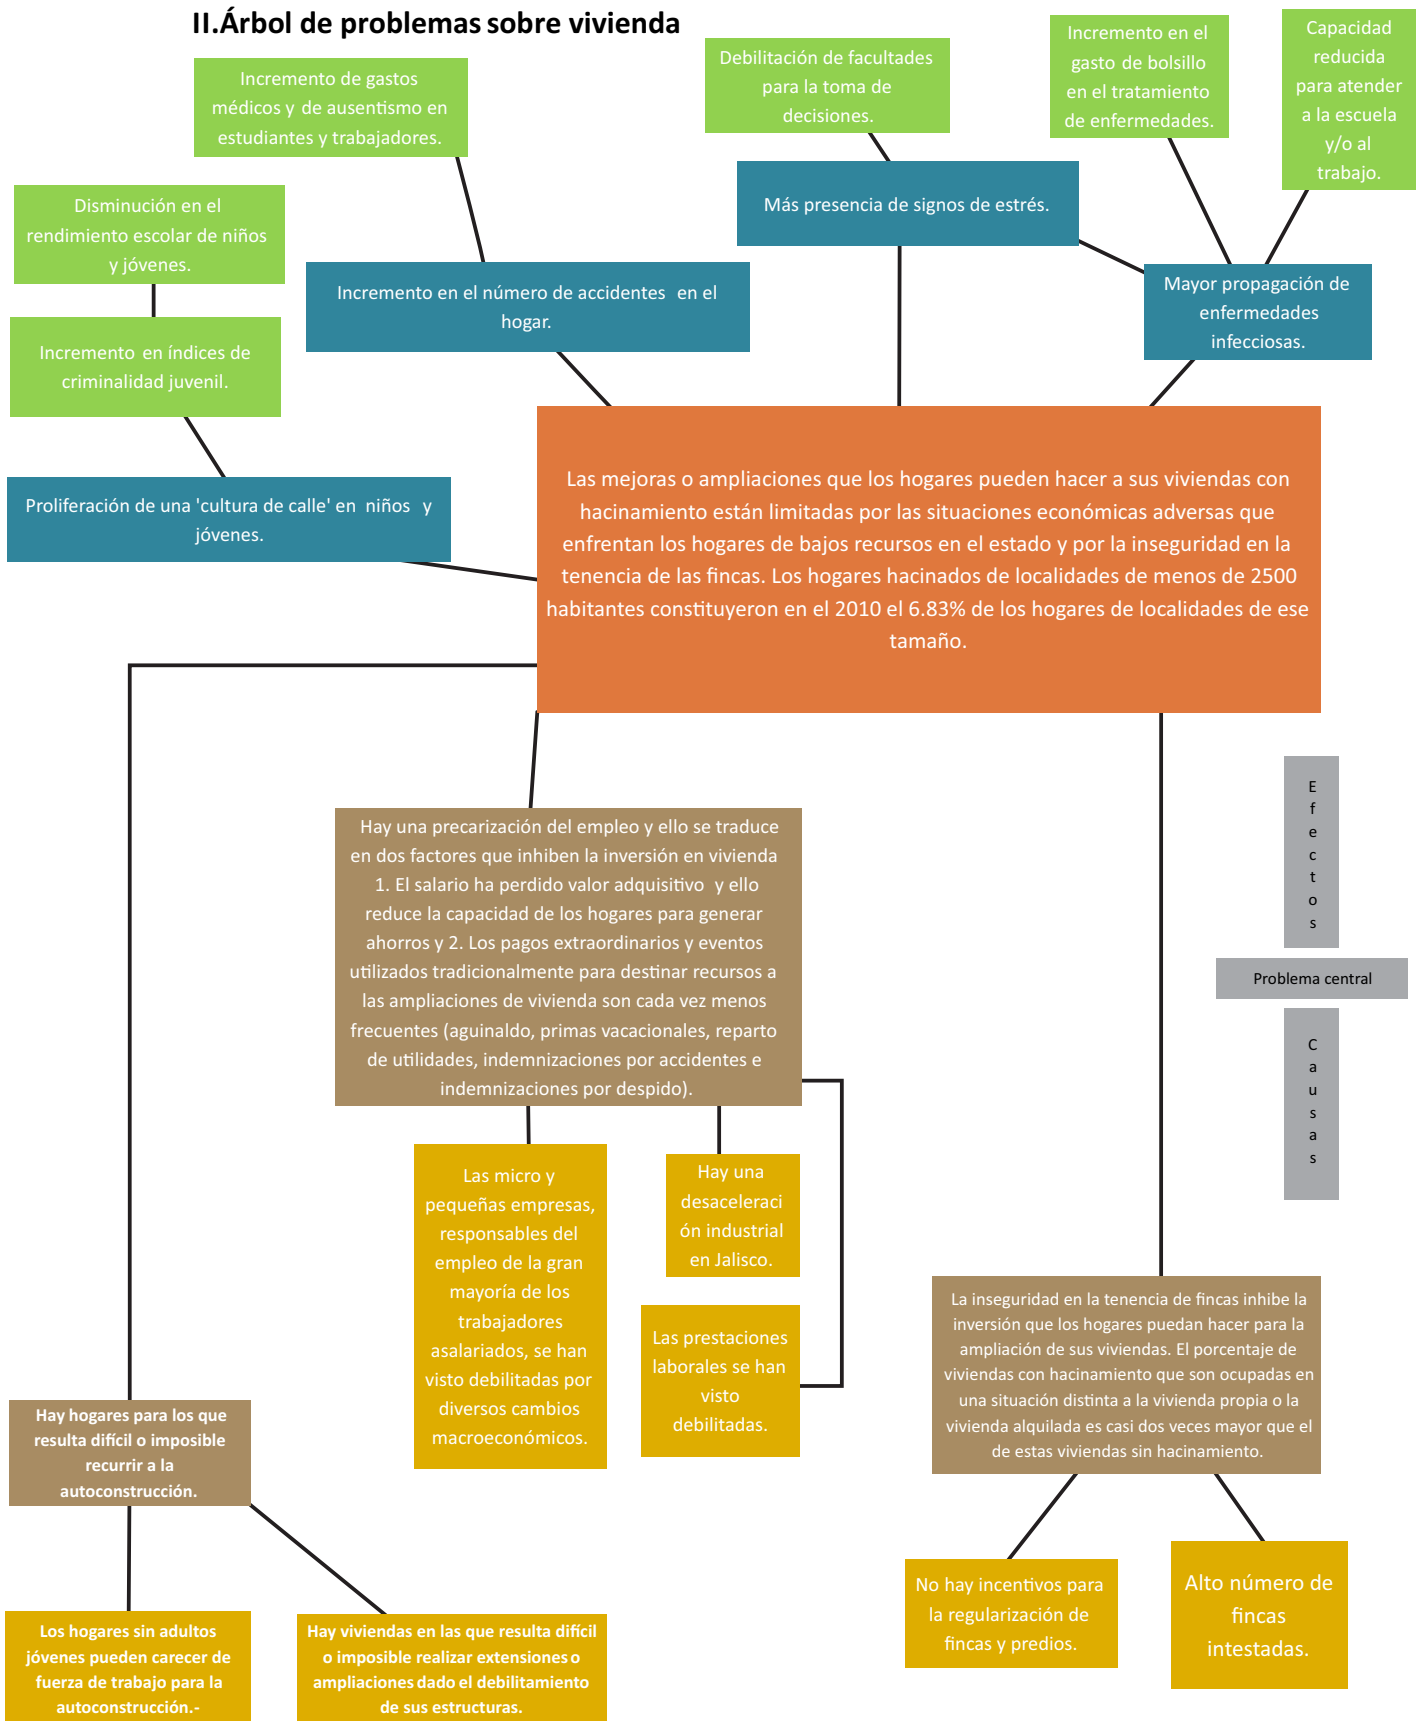 II.Árbol de problemas sobre vivienda
Incremento de gastos
médicos y de ausentismo en
estudiantes y trabajadores.
Debilitación de facultades
para la toma de
decisiones.
Incremento en el
gasto de bolsillo
en el tratamiento
de enfermedades.
Capacidad
reducida
para atender
a la escuela
y/o al
trabajo.
Disminución en el
rendimiento escolar de niños
y jóvenes.
Más presencia de signos de estrés.
Incremento en el número de accidentes en el
hogar.
Mayor propagación de
enfermedades
infecciosas.
Incremento en índices de
criminalidad juvenil.
Proliferación de una 'cultura de calle' en niños y
jóvenes.
Las mejoras o ampliaciones que los hogares pueden hacer a sus viviendas con
hacinamiento están limitadas por las situaciones económicas adversas que
enfrentan los hogares de bajos recursos en el estado y por la inseguridad en la
tenencia de las fincas. Los hogares hacinados de localidades de menos de 2500
habitantes constituyeron en el 2010 el 6.83% de los hogares de localidades de ese
tamaño.
Efectos
Problema central
Causas
Hay una precarización del empleo y ello se traduce
en dos factores que inhiben la inversión en vivienda
1. El salario ha perdido valor adquisitivo y ello
reduce la capacidad de los hogares para generar
ahorros y 2. Los pagos extraordinarios y eventos
utilizados tradicionalmente para destinar recursos a
las ampliaciones de vivienda son cada vez menos
frecuentes (aguinaldo, primas vacacionales, reparto
de utilidades, indemnizaciones por accidentes e
indemnizaciones por despido).
Las micro y
pequeñas empresas,
responsables del
empleo de la gran
mayoría de los
trabajadores
asalariados, se han
visto debilitadas por
diversos cambios
macroeconómicos.
Hay una
desaceleraci
ón industrial
en Jalisco.
Las prestaciones
laborales se han
visto
debilitadas.
La inseguridad en la tenencia de fincas inhibe la
inversión que los hogares puedan hacer para la
ampliación de sus viviendas. El porcentaje de
viviendas con hacinamiento que son ocupadas en
una situación distinta a la vivienda propia o la
vivienda alquilada es casi dos veces mayor que el
de estas viviendas sin hacinamiento.
Hay hogares para los que
resulta difícil o imposible
recurrir a la
autoconstrucción.
No hay incentivos para
la regularización de
fincas y predios.
Alto número de
fincas
intestadas.
Los hogares sin adultos
jóvenes pueden carecer de
fuerza de trabajo para la
autoconstrucción.-
Hay viviendas en las que resulta difícil
o imposible realizar extensiones o
ampliaciones dado el debilitamiento
de sus estructuras.